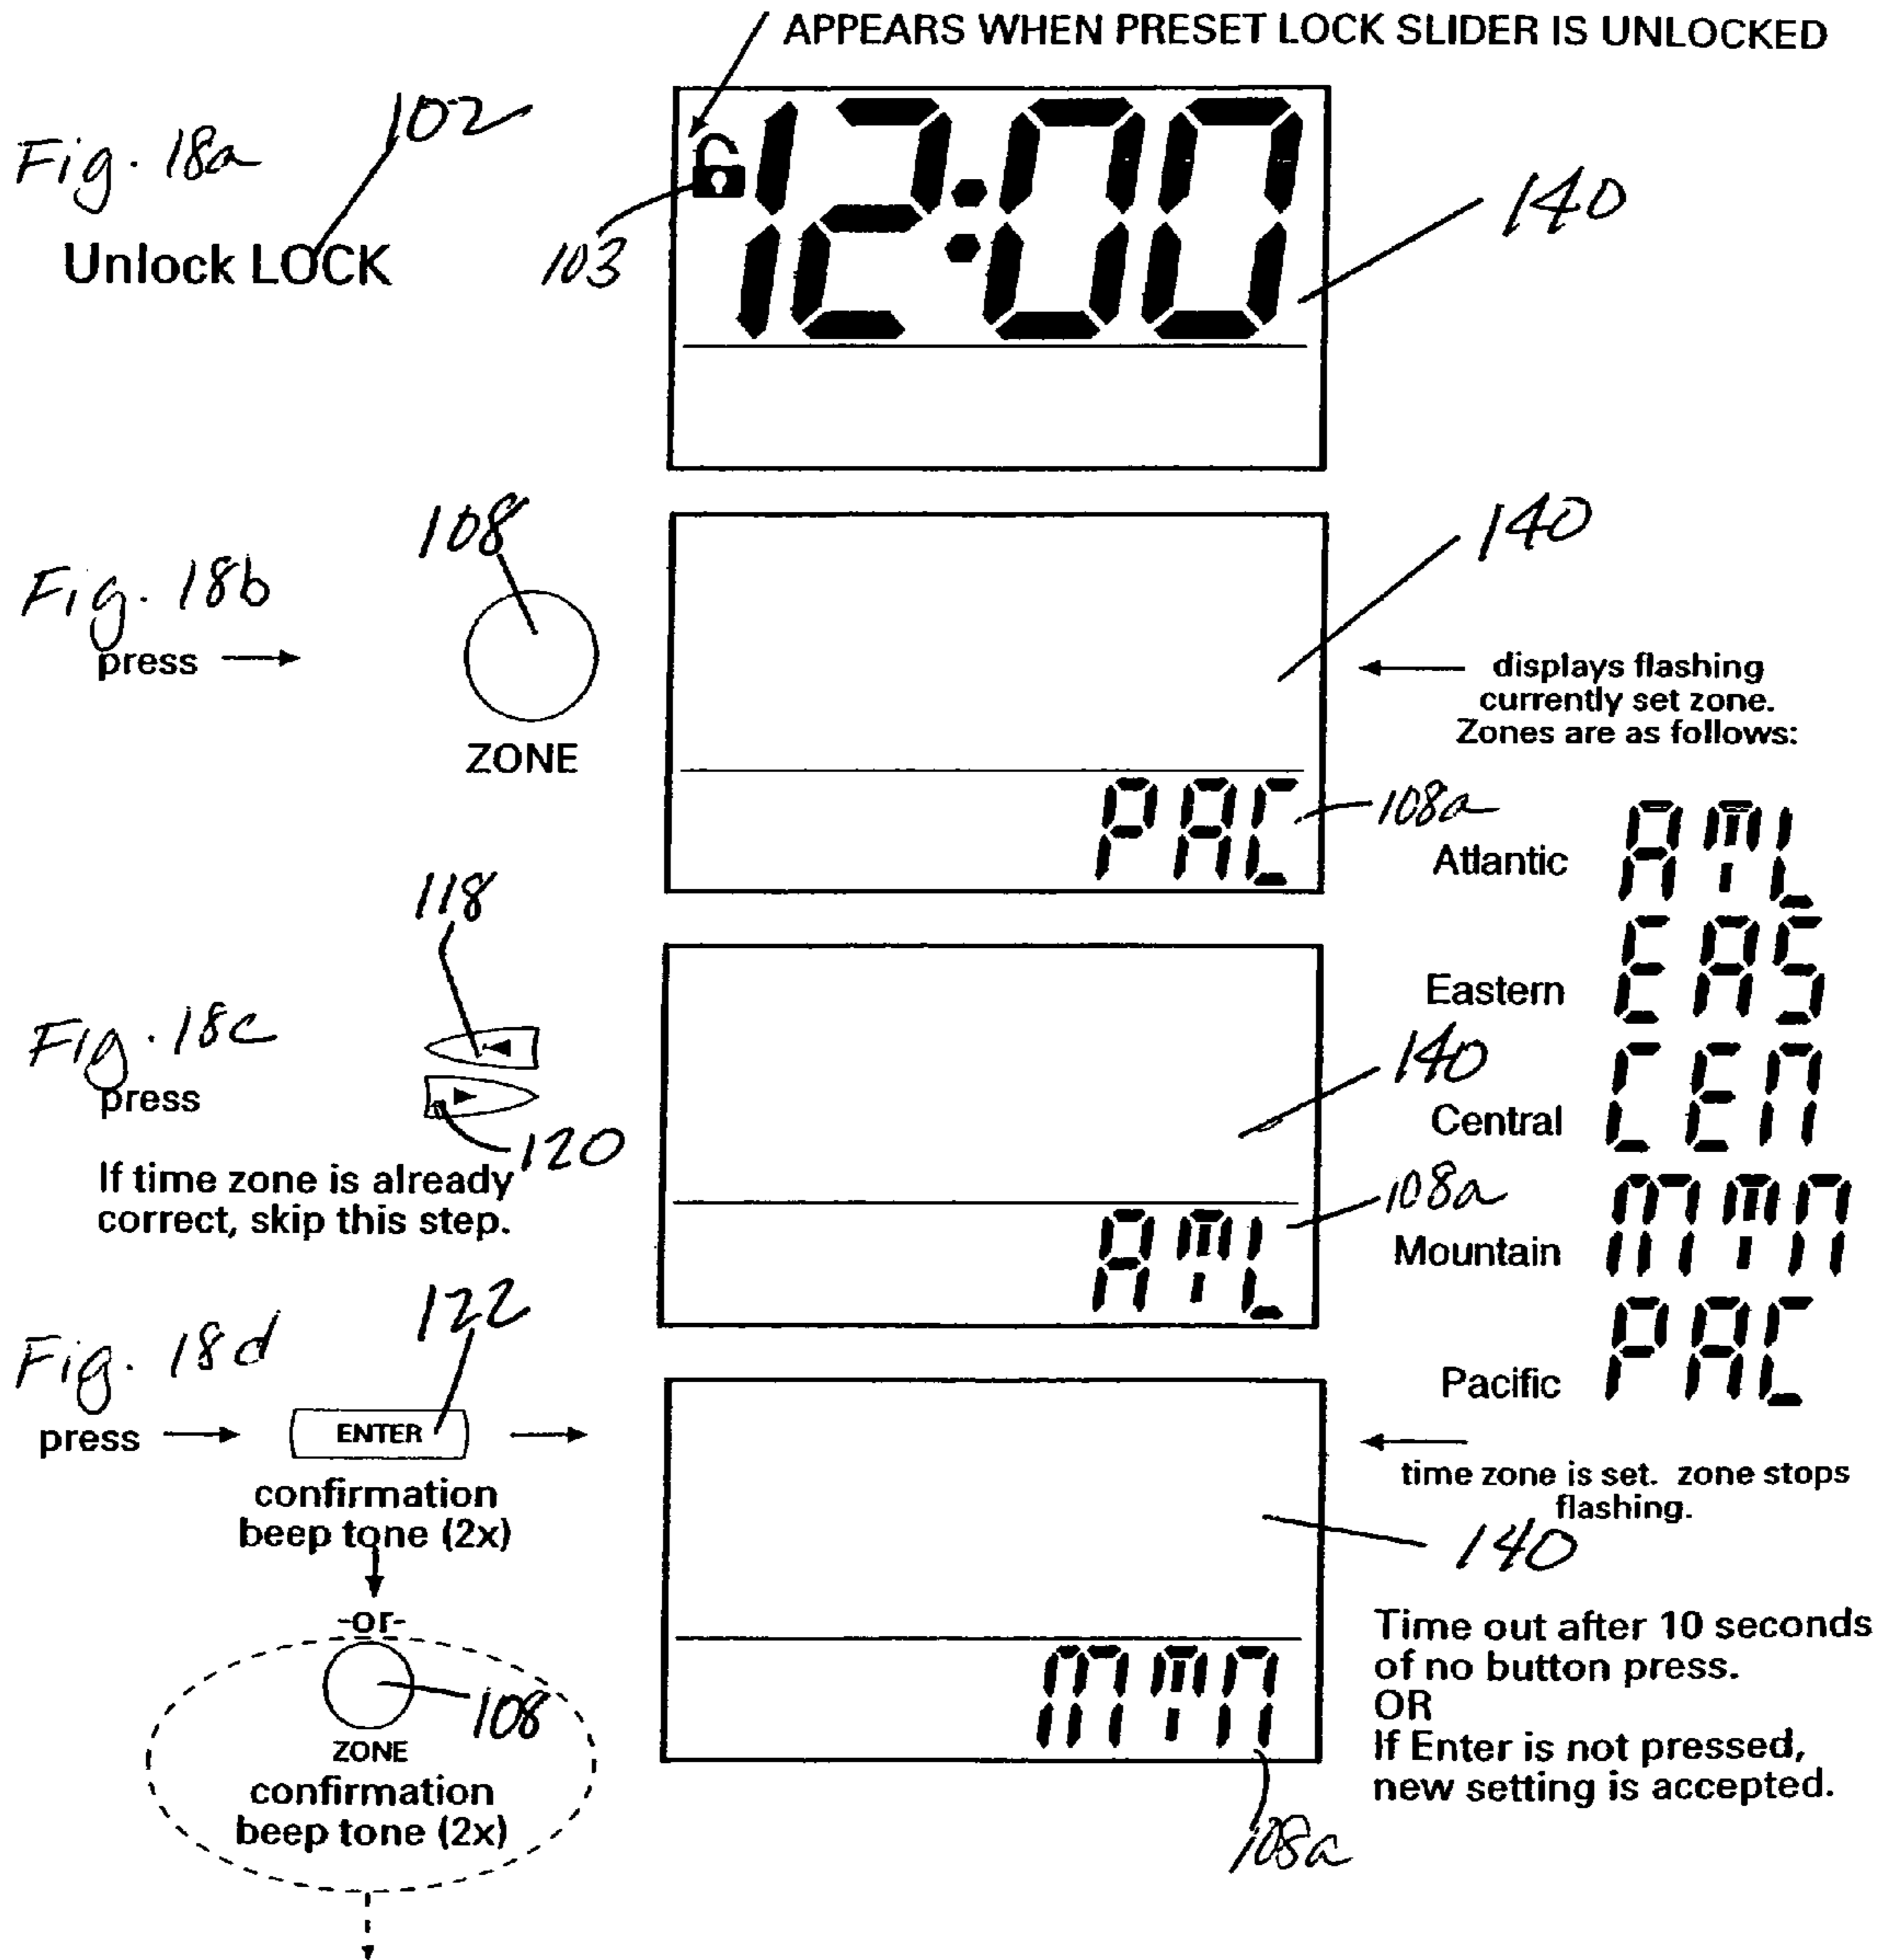 APPEARS WHEN PRESET LOCK SLIDER IS UNLOCKED
Fig. 18a
102
Unlock LOCK
103
12:00
140
Fig. 18b
108
press
ZONE
140
displays flashing
currently set zone.
Zones are as follows:
PAC
108a
Atlantic ATL
Eastern EAS
Central CEN
Mountain MTN
Pacific PAC
Fig. 18c
118
press
120
If time zone is already
correct, skip this step.
140
108a
ATL
Fig. 18d
122
press
ENTER
confirmation
beep tone (2x)
-or-
108
ZONE
confirmation
beep tone (2x)
time zone is set. zone stops
flashing.
140
MTN
108a
Time out after 10 seconds
of no button press.
OR
If Enter is not pressed,
new setting is accepted.